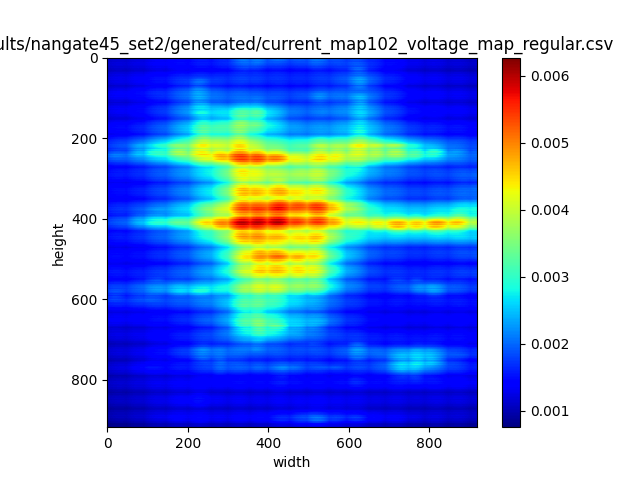 ults/nangate45_set2/generated/current_map102_voltage_map_regular.csv
0
200
400
600
800
height
0 200 400 600 800
width
0.006
0.005
0.004
0.003
0.002
0.001